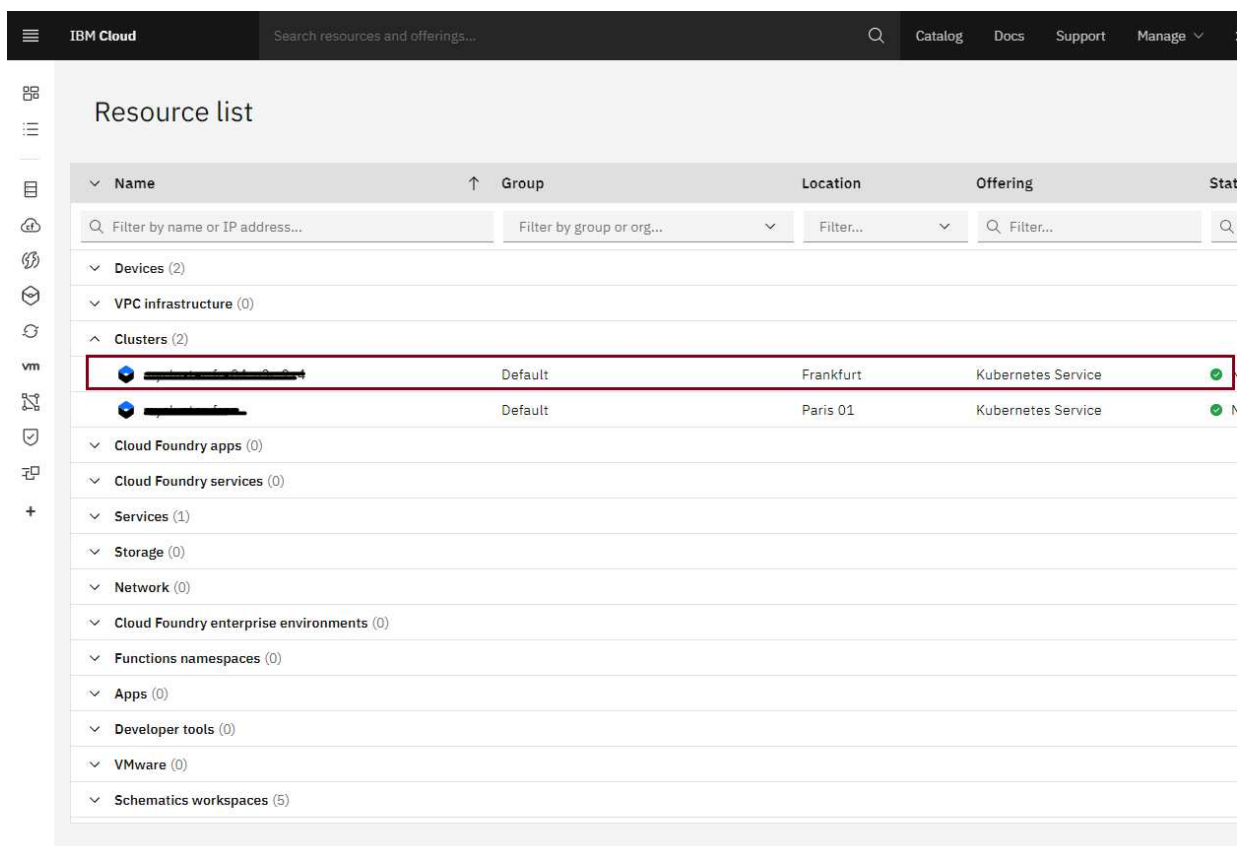 IBM Cloud Search resources and offerings... Catalog Docs Support Manage
Resource list
Name Group Location Offering Stat
Filter by name or IP address... Filter by group or org... Filter... Filter...
Devices (2)
VPC infrastructure (0)
Clusters (2)
Default Frankfurt Kubernetes Service
Default Paris 01 Kubernetes Service
Cloud Foundry apps (0)
Cloud Foundry services (0)
Services (1)
Storage (0)
Network (0)
Cloud Foundry enterprise environments (0)
Functions namespaces (0)
Apps (0)
Developer tools (0)
vm
VMware (0)
Schematics workspaces (5)